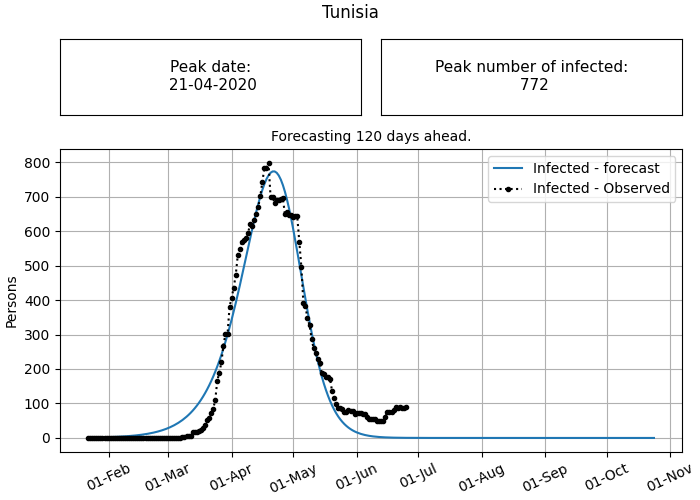 Tunisia
Peak date:
21-04-2020
Peak number of infected:
772
Forecasting 120 days ahead.
Infected - forecast
Infected - Observed
Persons
800
700
600
500
400
300
200
100
0
01-Feb
01-Mar
01-Apr
01-May
01-Jun
01-Jul
01-Aug
01-Sep
01-Oct
01-Nov